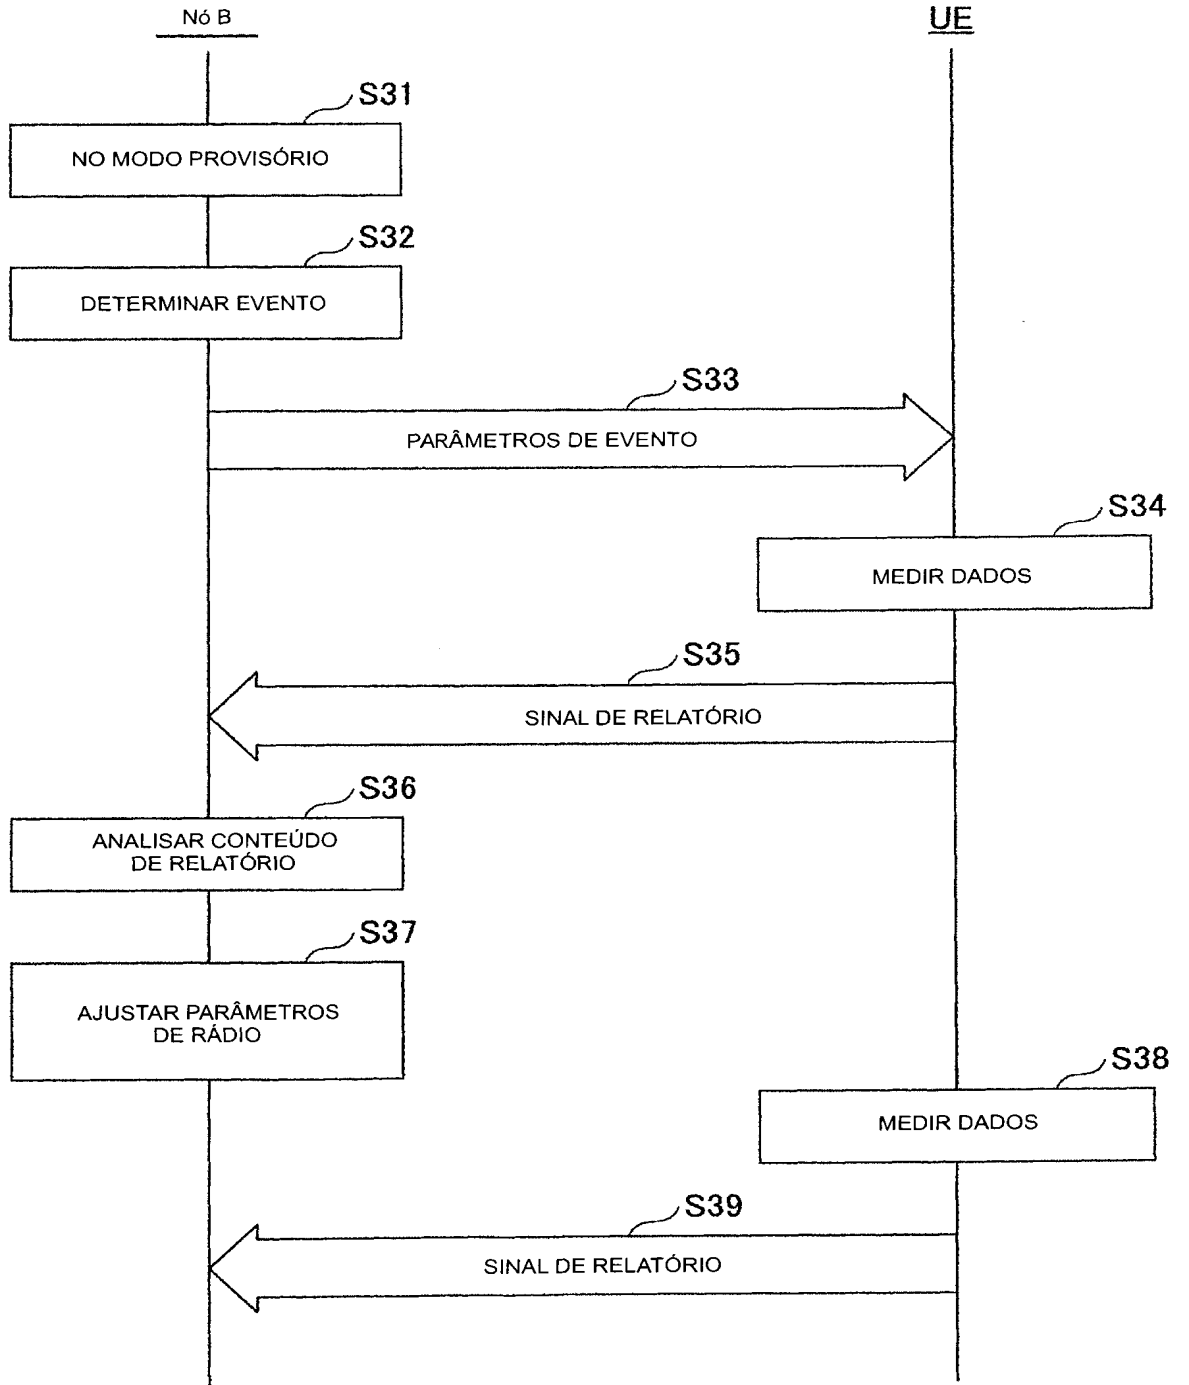 Nó B
UE
S31
NO MODO PROVISÓRIO
S32
DETERMINAR EVENTO
S33
PARÂMETROS DE EVENTO
S34
MEDIR DADOS
S35
SINAL DE RELATÓRIO
S36
ANALISAR CONTEÚDO
DE RELATÓRIO
S37
AJUSTAR PARÂMETROS
DE RÁDIO
S38
MEDIR DADOS
S39
SINAL DE RELATÓRIO